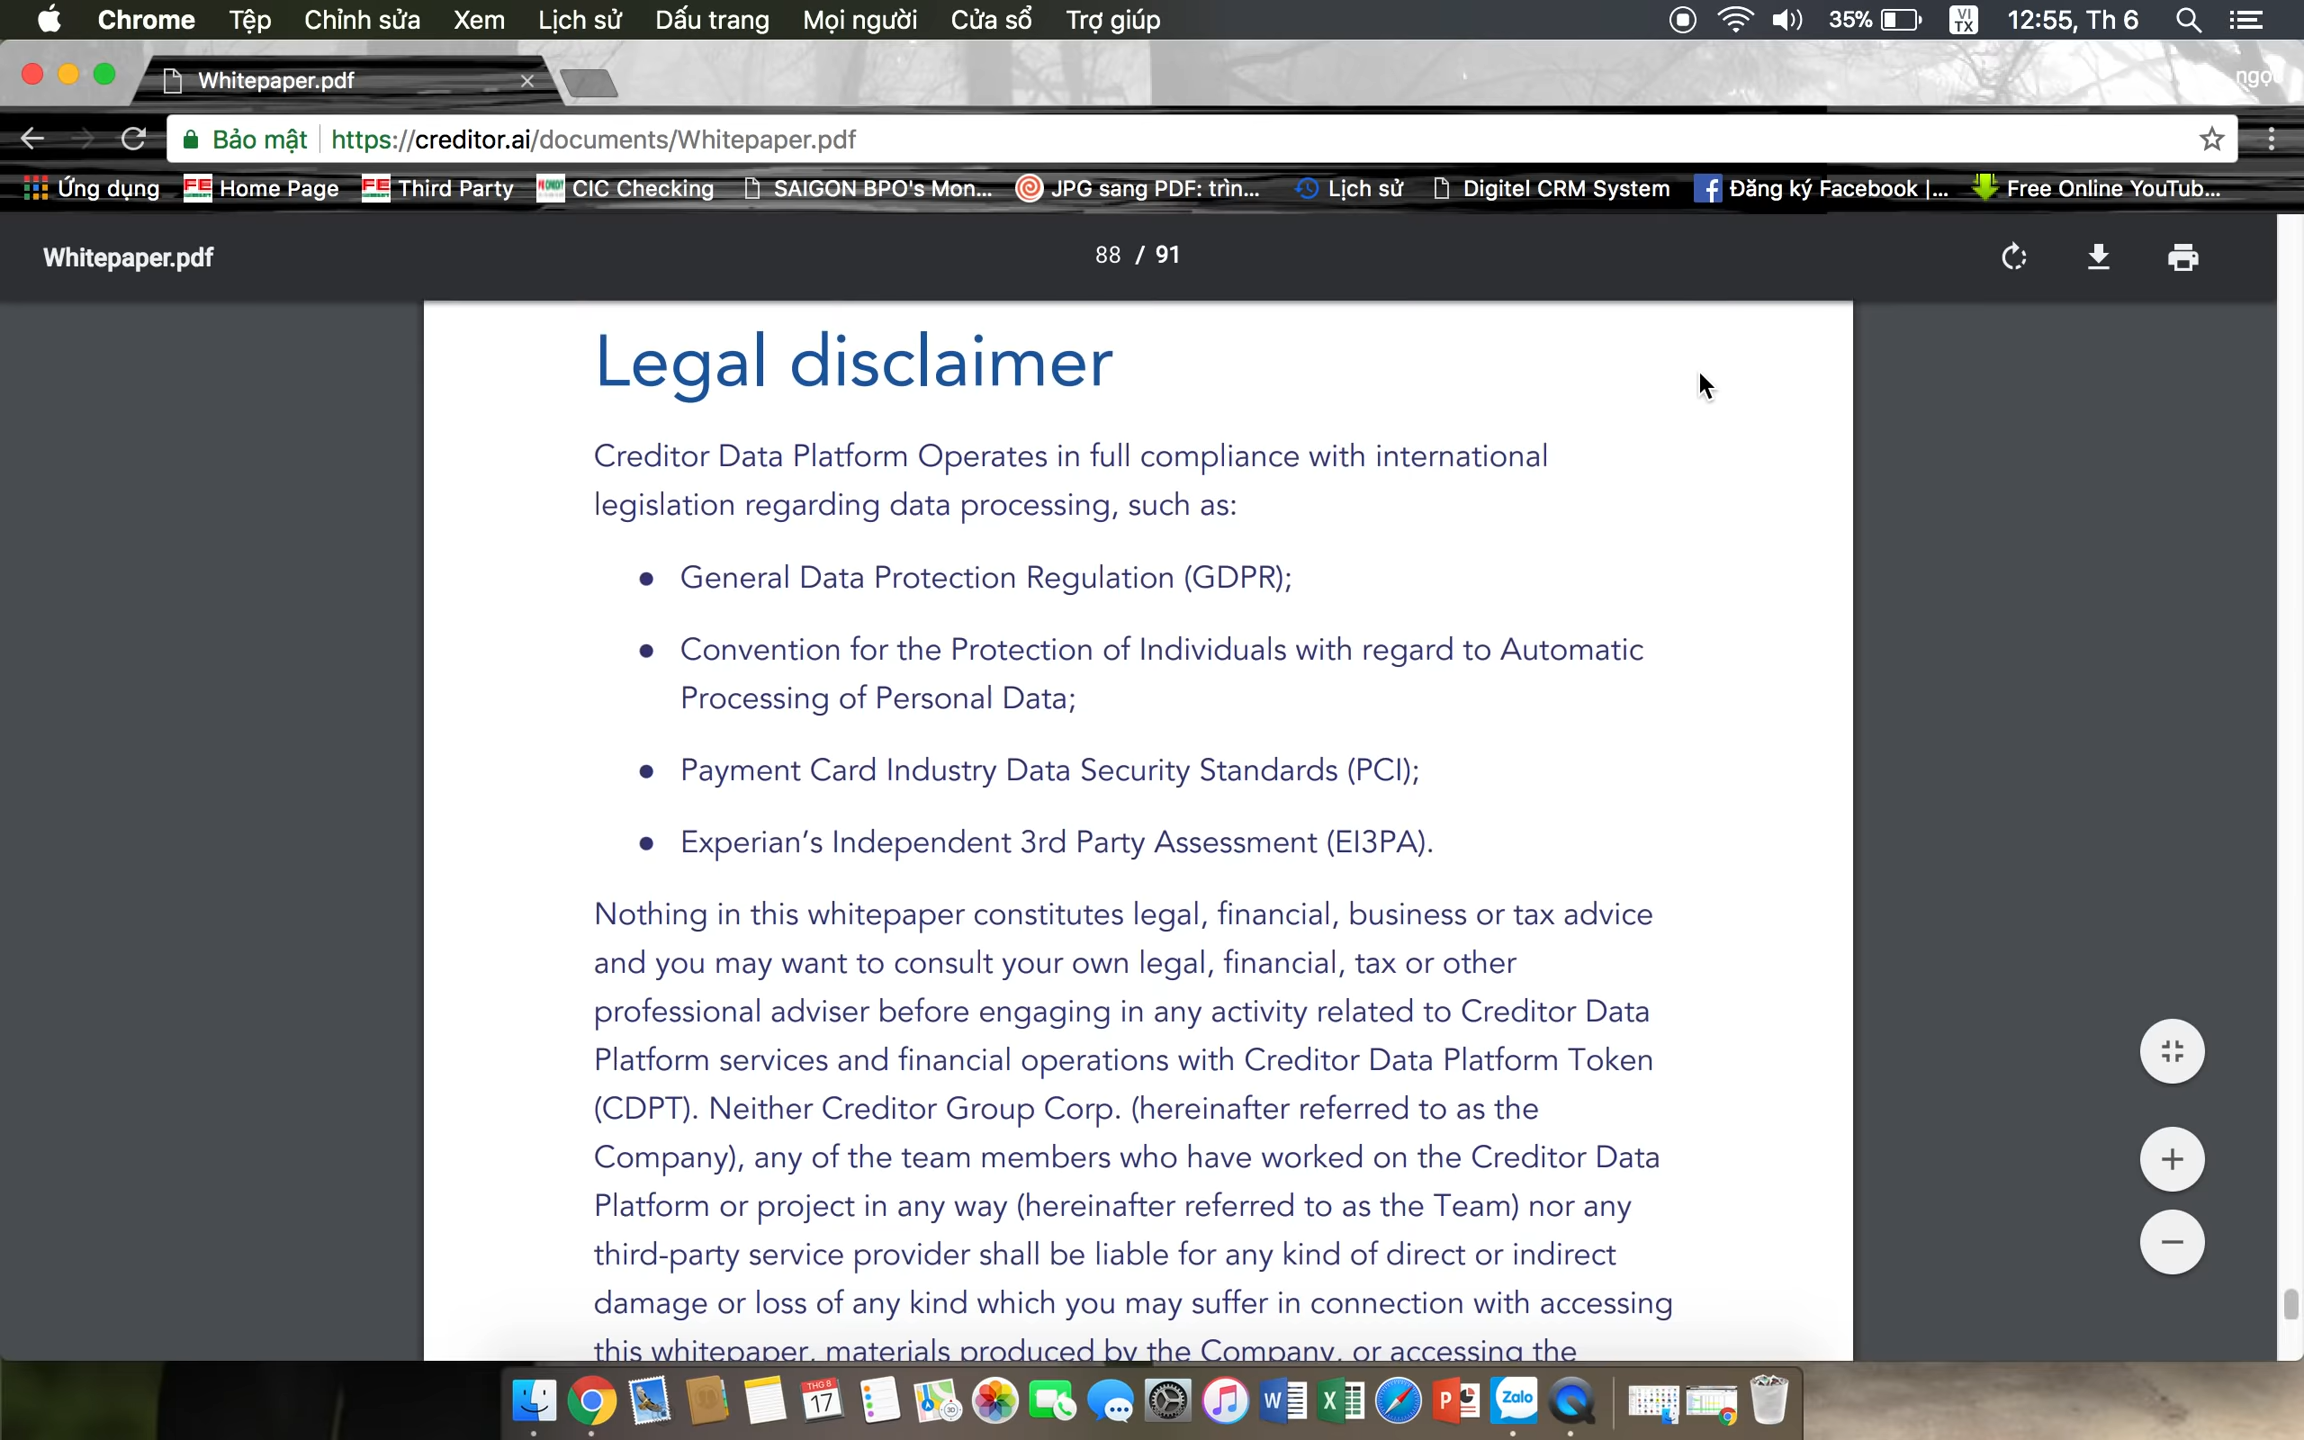 Chrome Tệp Chỉnh sửa Xem Lịch sử Dấu trang Mọi người Cửa sổ Trợ giúp 35% VI TX 12:55, Th 6
Whitepaper.pdf
Bảo mật https://creditor.ai/documents/Whitepaper.pdf
Ứng dụng Home Page Third Party CIC Checking SAIGON BPO's Mon... JPG sang PDF: trìn... Lịch sử Digitel CRM System Đăng ký Facebook |... Free Online YouTub...
Whitepaper.pdf 88 / 91
Legal disclaimer
Creditor Data Platform Operates in full compliance with international
legislation regarding data processing, such as:
● General Data Protection Regulation (GDPR);
● Convention for the Protection of Individuals with regard to Automatic
Processing of Personal Data;
● Payment Card Industry Data Security Standards (PCI);
● Experian’s Independent 3rd Party Assessment (EI3PA).
Nothing in this whitepaper constitutes legal, financial, business or tax advice
and you may want to consult your own legal, financial, tax or other
professional adviser before engaging in any activity related to Creditor Data
Platform services and financial operations with Creditor Data Platform Token
(CDPT). Neither Creditor Group Corp. (hereinafter referred to as the
Company), any of the team members who have worked on the Creditor Data
Platform or project in any way (hereinafter referred to as the Team) nor any
third-party service provider shall be liable for any kind of direct or indirect
damage or loss of any kind which you may suffer in connection with accessing
this whitepaper, materials produced by the Company, or accessing the
THG 8
17
Zalo